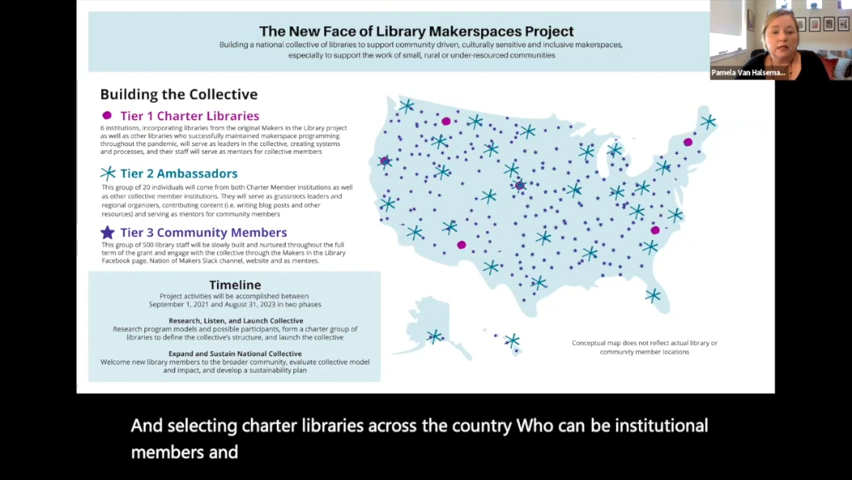 The New Face of Library Makerspaces Project
Building a national collective of libraries to support community driven, culturally sensitive and inclusive makerspaces,
especially to support the work of small, rural or under-resourced communities
Pamela Van Halsema...
Building the Collective
Tier 1 Charter Libraries
6 institutions, incorporating libraries from the original Makers in the Library project
as well as other libraries who successfully maintained makerspace programming
throughout the pandemic, will serve as leaders in the collective, creating systems
and processes, and their staff will serve as mentors for collective members
Tier 2 Ambassadors
This group of 20 individuals will come from both Charter Member institutions as well
as other collective member institutions. They will serve as grassroots leaders and
regional organizers, contributing content (i.e. writing blog posts and other
resources) and serving as mentors for community members
Tier 3 Community Members
This group of 500 library staff will be slowly built and nurtured throughout the full
term of the grant and engage with the collective through the Makers in the Library
Facebook page, Nation of Makers Slack channel, website and as mentees.
Timeline
Project activities will be accomplished between
September 1, 2021 and August 31, 2023 in two phases
Research, Listen, and Launch Collective
Research program models and possible participants, form a charter group of
libraries to define the collective's structure, and launch the collective
Expand and Sustain National Collective
Welcome new library members to the broader community, evaluate collective model
and impact, and develop a sustainability plan
Conceptual map does not reflect actual library or
community member locations
And selecting charter libraries across the country Who can be institutional
members and